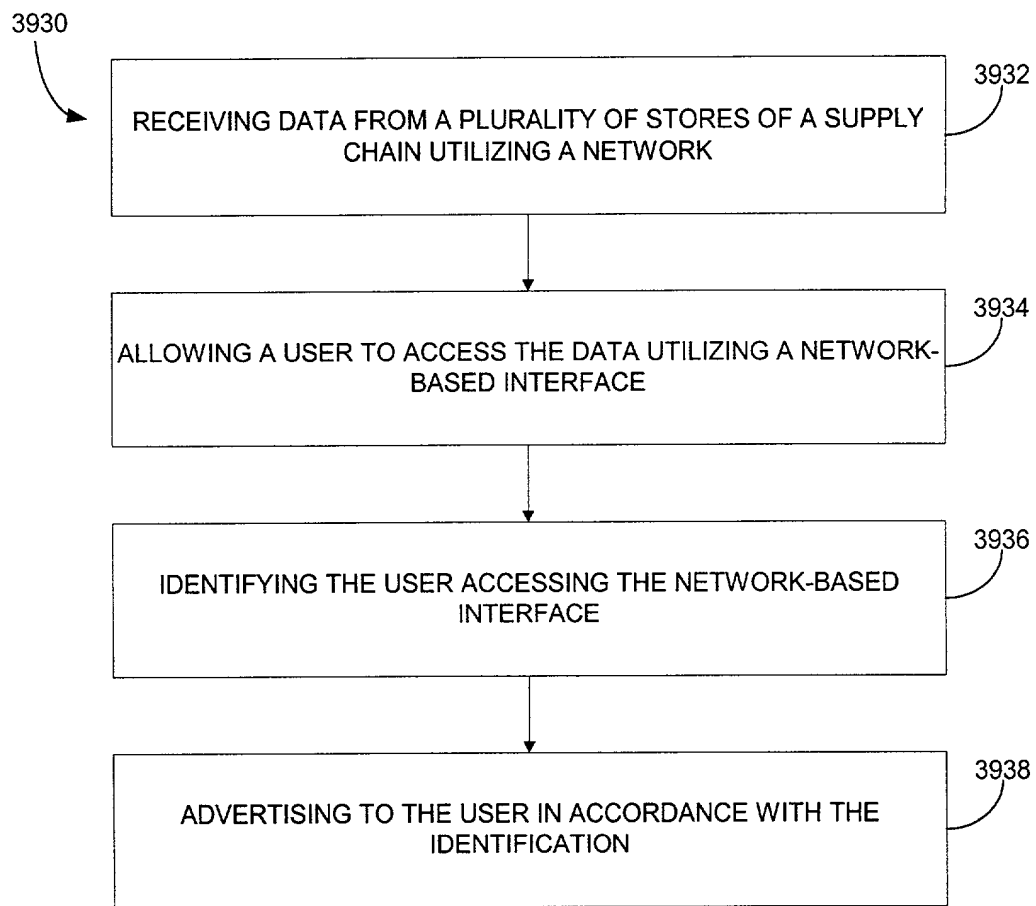 3930
3932
RECEIVING DATA FROM A PLURALITY OF STORES OF A SUPPLY
CHAIN UTILIZING A NETWORK
3934
ALLOWING A USER TO ACCESS THE DATA UTILIZING A NETWORK-
BASED INTERFACE
3936
IDENTIFYING THE USER ACCESSING THE NETWORK-BASED
INTERFACE
3938
ADVERTISING TO THE USER IN ACCORDANCE WITH THE
IDENTIFICATION